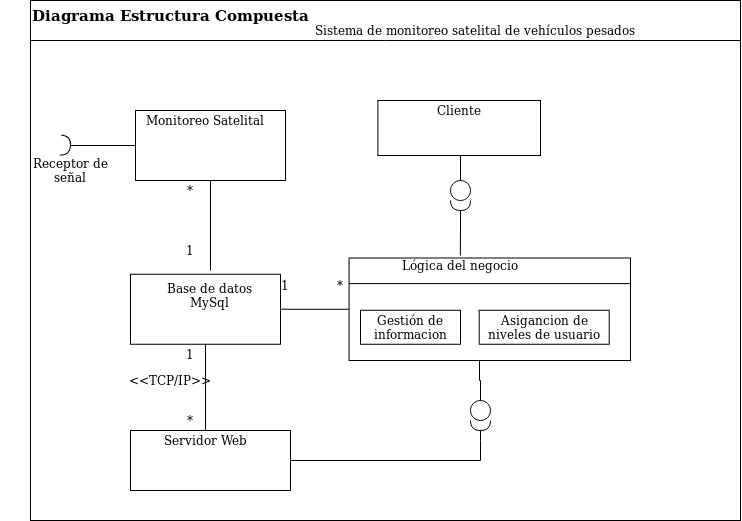 Diagrama Estructura Compuesta
Sistema de monitoreo satelital de vehículos pesados
Monitoreo Satelital
Cliente
Receptor de
señal
*
1
Base de datos
MySql
1
*
Lógica del negocio
Gestión de
informacion
Asigancion de
niveles de usuario
1
<<TCP/IP>>
*
Servidor Web